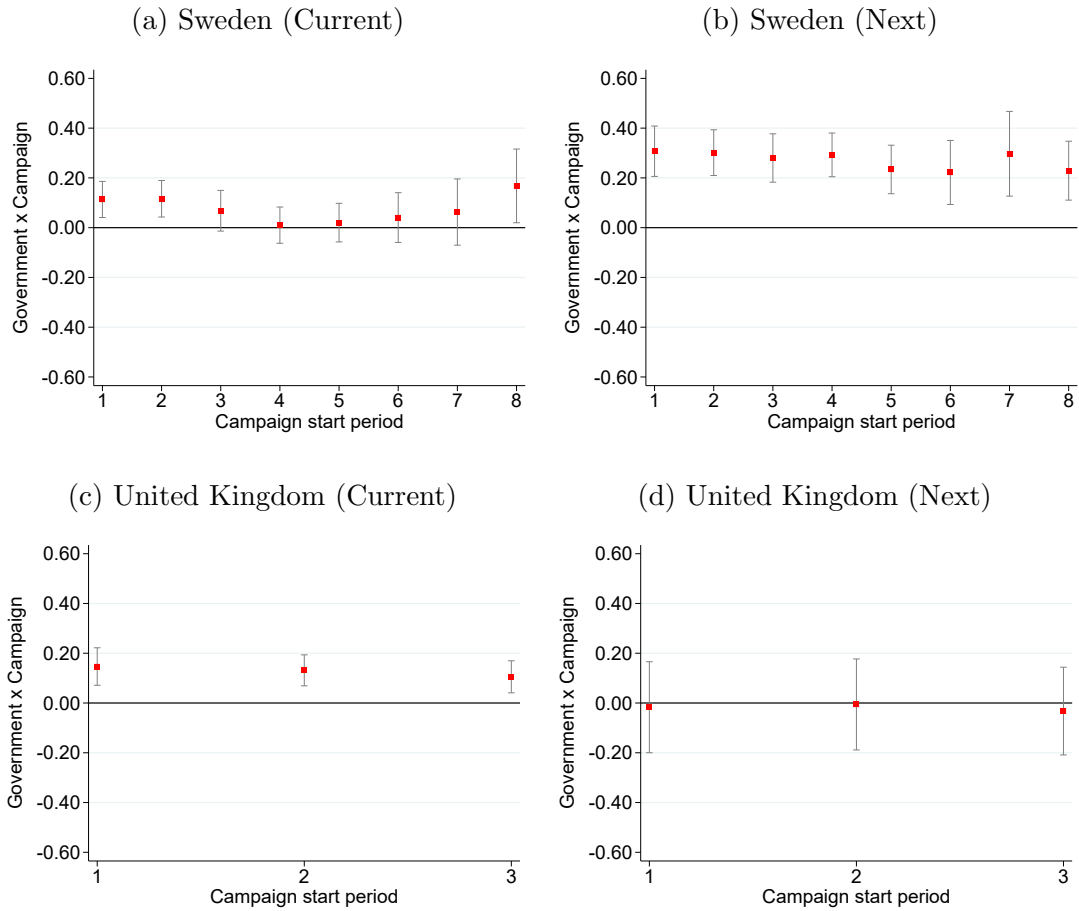 (a) Sweden (Current)
Government x Campaign
0.60
0.40
0.20
0.00
-0.20
-0.40
-0.60
1 2 3 4 5 6 7 8
Campaign start period
(b) Sweden (Next)
Government x Campaign
0.60
0.40
0.20
0.00
-0.20
-0.40
-0.60
1 2 3 4 5 6 7 8
Campaign start period
(c) United Kingdom (Current)
Government x Campaign
0.60
0.40
0.20
0.00
-0.20
-0.40
-0.60
1 2 3
Campaign start period
(d) United Kingdom (Next)
Government x Campaign
0.60
0.40
0.20
0.00
-0.20
-0.40
-0.60
1 2 3
Campaign start period